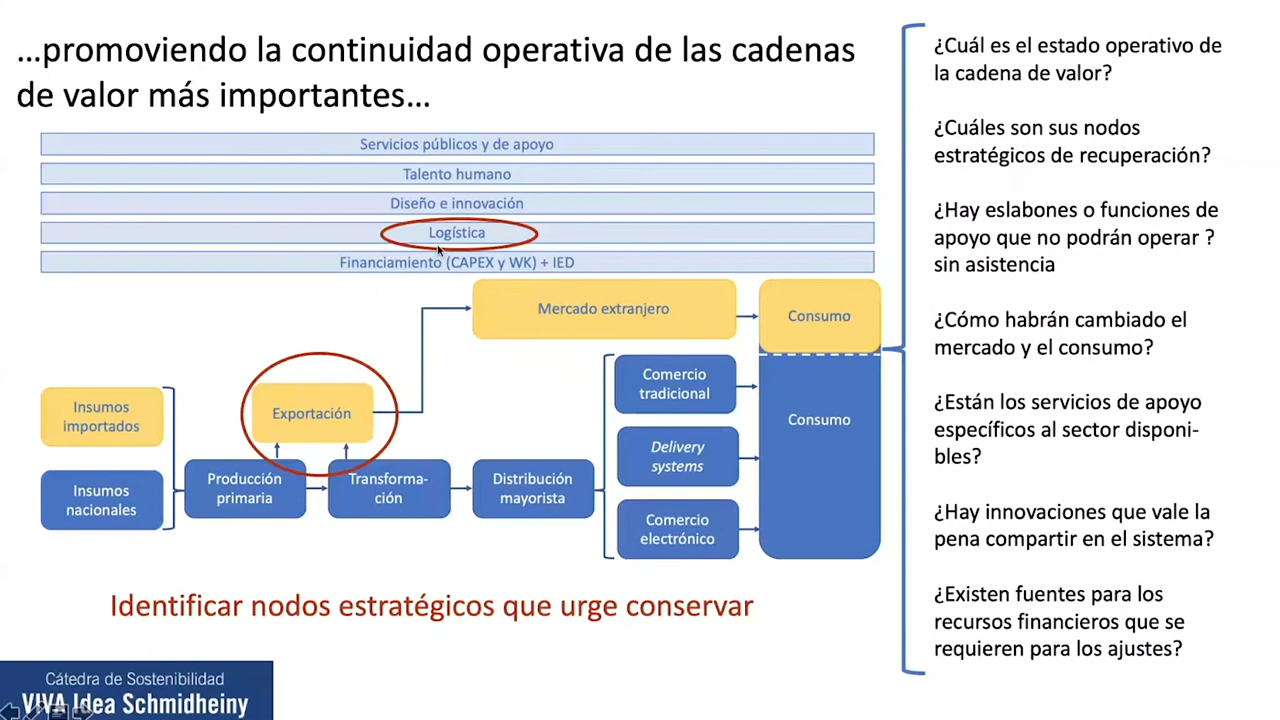 …promoviendo la continuidad operativa de las cadenas
de valor más importantes…
Servicios públicos y de apoyo
Talento humano
Diseño e innovación
Logística
Financiamiento (CAPEX y WK) + IED
Mercado extranjero
Consumo
Insumos
importados
Exportación
Comercio
tradicional
Consumo
Delivery
systems
Insumos
nacionales
Producción
primaria
Transforma-
ción
Distribución
mayorista
Comercio
electrónico
Identificar nodos estratégicos que urge conservar
¿Cuál es el estado operativo de
la cadena de valor?
¿Cuáles son sus nodos
estratégicos de recuperación?
¿Hay eslabones o funciones de
apoyo que no podrán operar ?
sin asistencia
¿Cómo habrán cambiado el
mercado y el consumo?
¿Están los servicios de apoyo
específicos al sector disponi-
bles?
¿Hay innovaciones que vale la
pena compartir en el sistema?
¿Existen fuentes para los
recursos financieros que se
requieren para los ajustes?
Cátedra de Sostenibilidad
VIVA Idea Schmidheiny